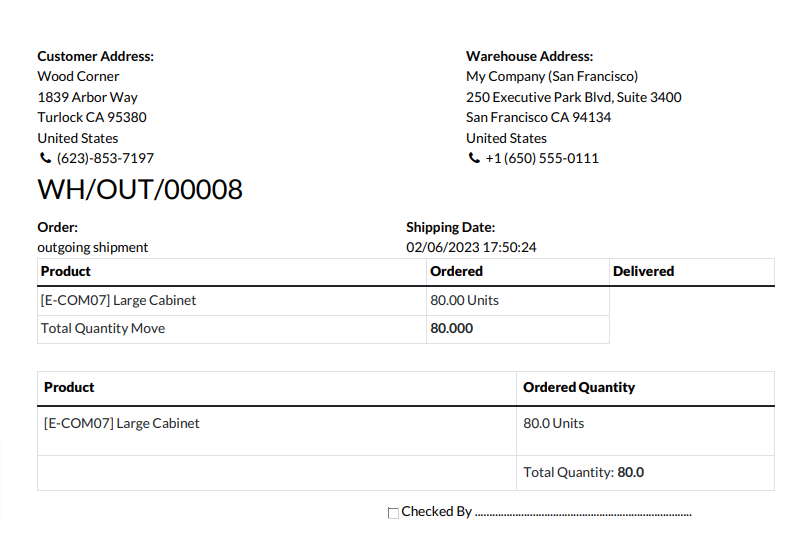 Customer Address:
Wood Corner
1839 Arbor Way
Turlock CA 95380
United States
(623)-853-7197
Warehouse Address:
My Company (San Francisco)
250 Executive Park Blvd, Suite 3400
San Francisco CA 94134
United States
+1 (650) 555-0111
WH/OUT/00008
Order: Shipping Date:
outgoing shipment 02/06/2023 17:50:24
Product Ordered Delivered
[E-COM07] Large Cabinet 80.00 Units
Total Quantity Move 80.000
Product Ordered Quantity
[E-COM07] Large Cabinet 80.0 Units
Total Quantity: 80.0
Checked By ..........................................................................